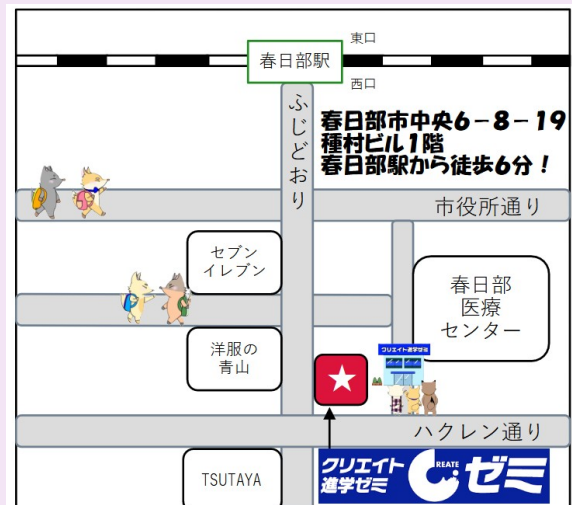 東口
春日部駅
西口
ふじどおり
春日部市中央6-8-19
種村ビル1階
春日部駅から徒歩6分！
市役所通り
セブン
イレブン
春日部
医療
センター
洋服の
青山
クリエイト進学ゼミ
ハクレン通り
TSUTAYA
クリエイト
進学ゼミ
CREATE
ゼミ